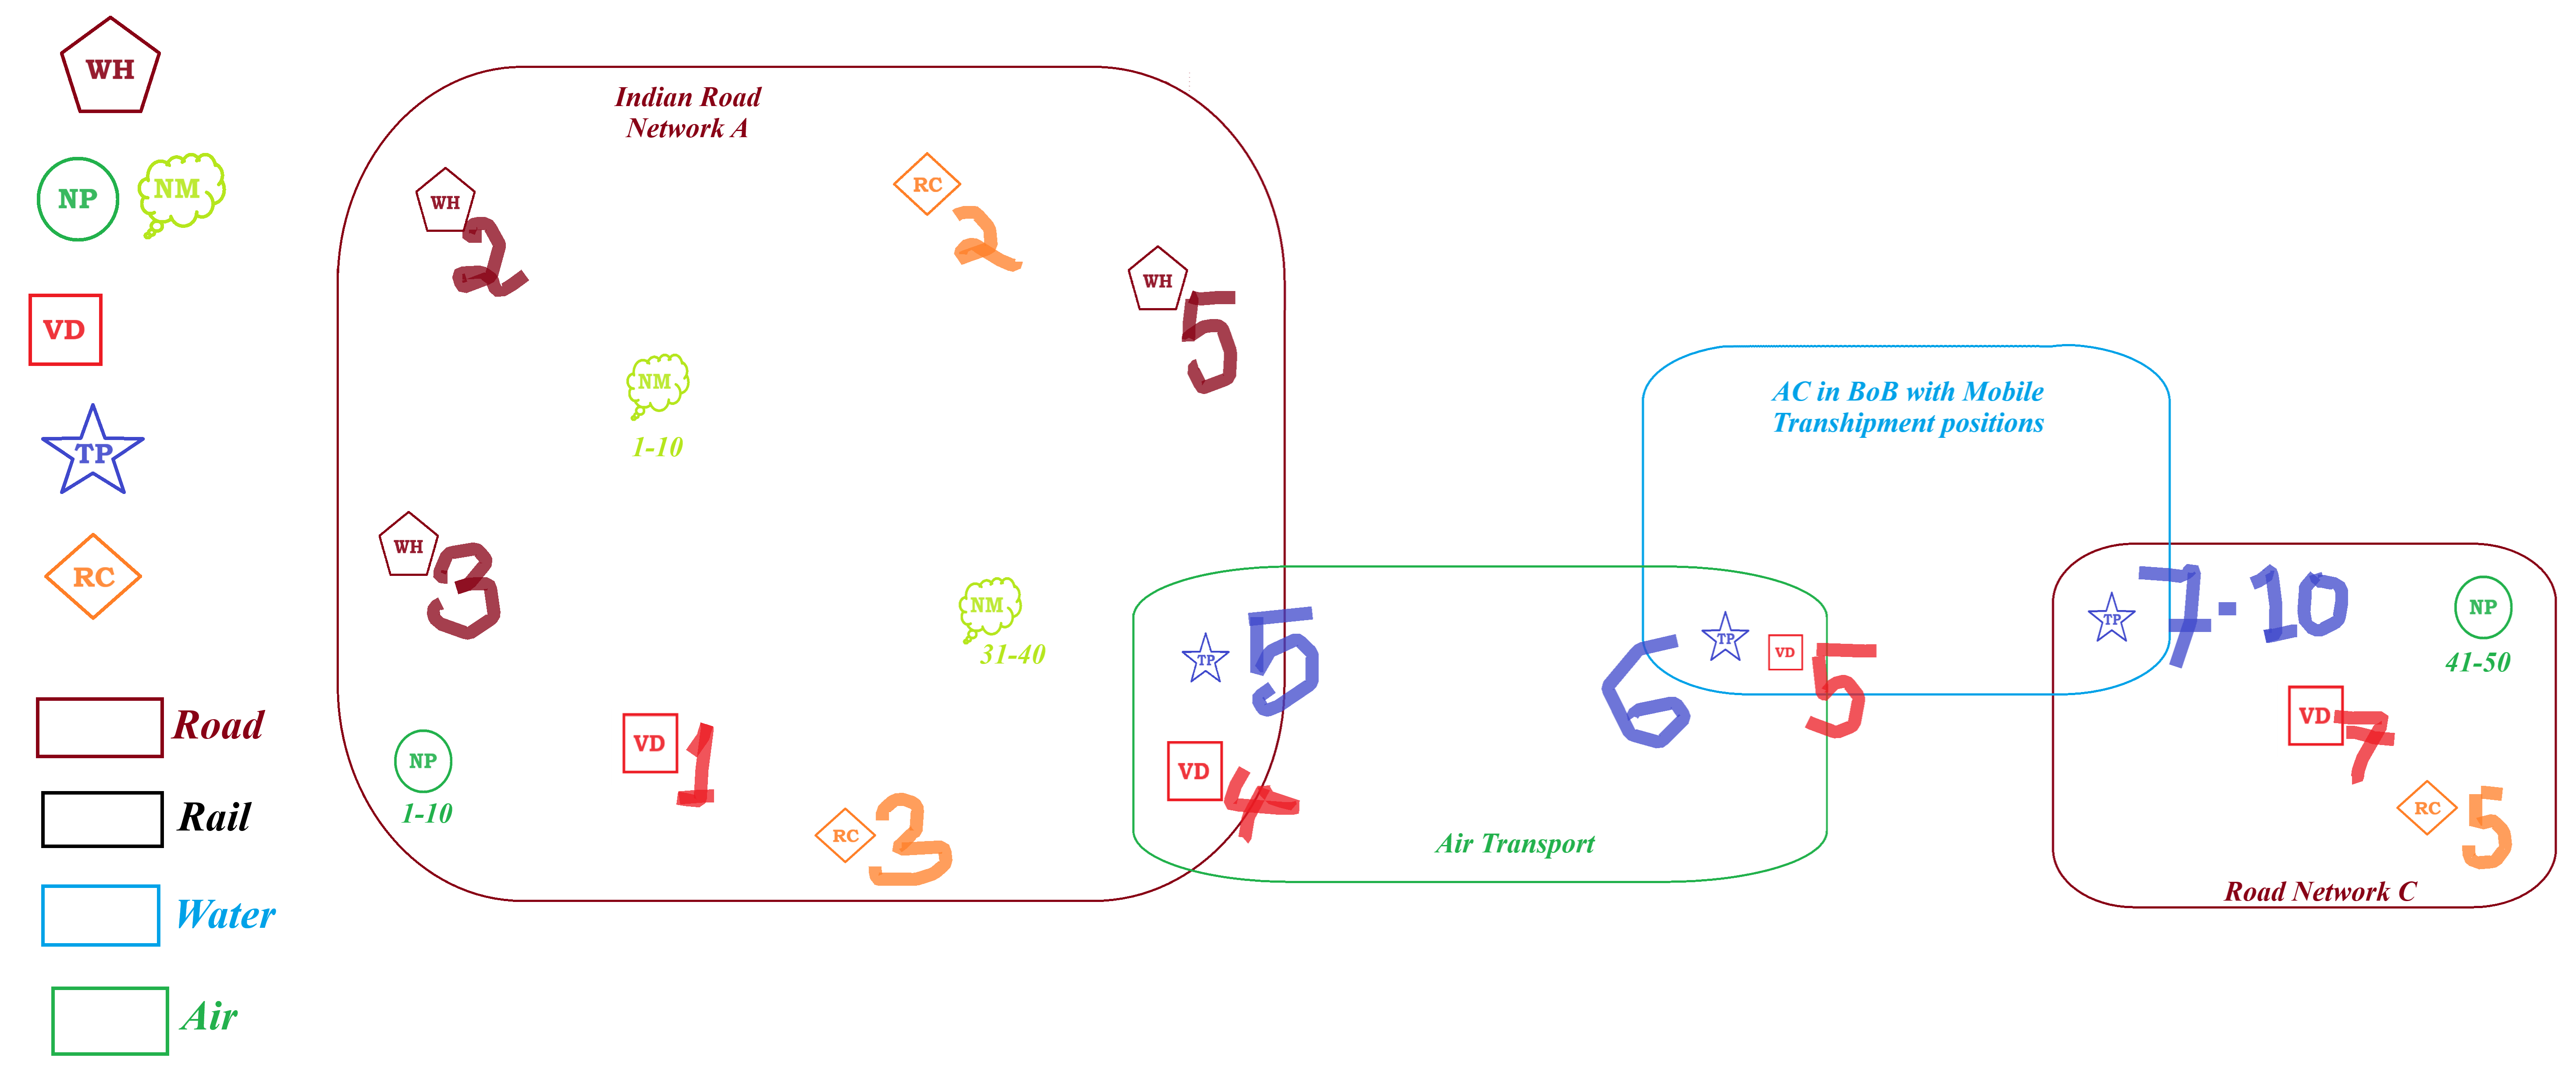 WH
NP
NM
VD
TP
RC
Road
Rail
Water
Air
Indian Road
Network A
WH
2
RC
2
WH
5
NM
1-10
WH
3
NM
31-40
NP
1-10
VD
1
RC
3
TP
5
VD
4
Air Transport
AC in BoB with Mobile
Transhipment positions
6
TP
VD
5
TP
7-10
NP
41-50
VD
7
RC
5
Road Network C